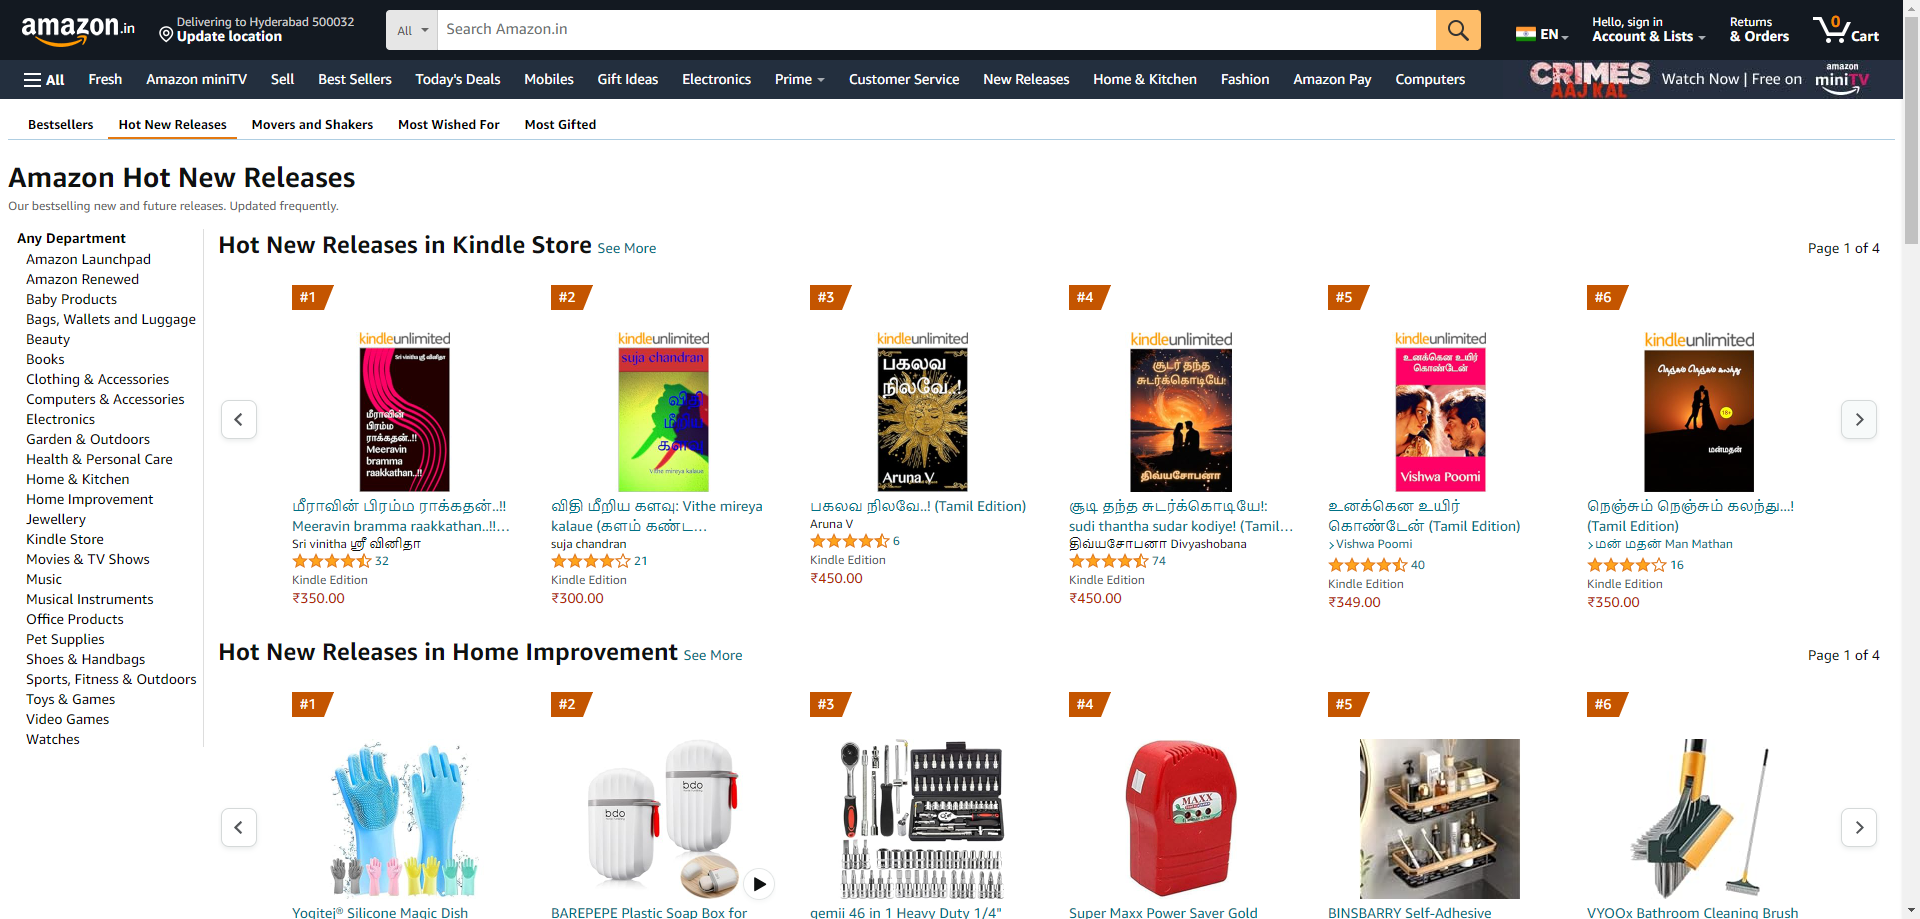 amazon.in
Delivering to Hyderabad 500032
Update location
All
Search Amazon.in
EN
Hello, sign in
Account & Lists
Returns
& Orders
0
Cart
All
Fresh
Amazon miniTV
Sell
Best Sellers
Today's Deals
Mobiles
Gift Ideas
Electronics
Prime
Customer Service
New Releases
Home & Kitchen
Fashion
Amazon Pay
Computers
CRIMES
AAJ KAL
Watch Now | Free on
amazon
miniTV
Bestsellers
Hot New Releases
Movers and Shakers
Most Wished For
Most Gifted
Amazon Hot New Releases
Our bestselling new and future releases. Updated frequently.
Any Department
Amazon Launchpad
Amazon Renewed
Baby Products
Bags, Wallets and Luggage
Beauty
Books
Clothing & Accessories
Computers & Accessories
Electronics
Garden & Outdoors
Health & Personal Care
Home & Kitchen
Home Improvement
Jewellery
Kindle Store
Movies & TV Shows
Music
Musical Instruments
Office Products
Pet Supplies
Shoes & Handbags
Sports, Fitness & Outdoors
Toys & Games
Video Games
Watches
Hot New Releases in Kindle Store See More
Page 1 of 4
#1
kindleunlimited
Sri vinitha ஸ்ரீ வினிதா
மீராவின்
பிரம்ம
ராக்கதன்..!!
Meeravin
bramma
raakkathan..!!
மீராவின் பிரம்ம ராக்கதன்..!!
Meeravin bramma raakkathan..!!...
Sri vinitha ஸ்ரீ வினிதா
32
Kindle Edition
₹350.00
#2
kindleunlimited
suja chandran
விதி
மீறிய
களவு
Vithe mireya kalaue
விதி மீறிய களவு: Vithe mireya
kalaue (களம் கண்ட...
suja chandran
21
Kindle Edition
₹300.00
#3
kindleunlimited
பகலவ
நிலவே..!
Aruna V
பகலவ நிலவே..! (Tamil Edition)
Aruna V
6
Kindle Edition
₹450.00
#4
kindleunlimited
சூடர் தந்த
சுடர்க்கொடியே!
திவ்யசோபனா
சூடி தந்த சுடர்க்கொடியே!:
sudi thantha sudar kodiye! (Tamil...
திவ்யசோபனா Divyashobana
74
Kindle Edition
₹450.00
#5
kindleunlimited
உனக்கென உயிர்
கொண்டேன்
Vishwa Poomi
உனக்கென உயிர்
கொண்டேன் (Tamil Edition)
›Vishwa Poomi
40
Kindle Edition
₹349.00
#6
kindleunlimited
நெஞ்சும் நெஞ்சும் கலந்து
18+
மன்மதன்
நெஞ்சும் நெஞ்சும் கலந்து...!
(Tamil Edition)
›மன் மதன் Man Mathan
16
Kindle Edition
₹350.00
Hot New Releases in Home Improvement See More
Page 1 of 4
#1
Yogitej® Silicone Magic Dish
#2
bdo
bdo
BAREPEPE Plastic Soap Box for
#3
gemii 46 in 1 Heavy Duty 1/4"
#4
MAXX
Super Maxx Power Saver Gold
#5
BINSBARRY Self-Adhesive
#6
VYOOx Bathroom Cleaning Brush